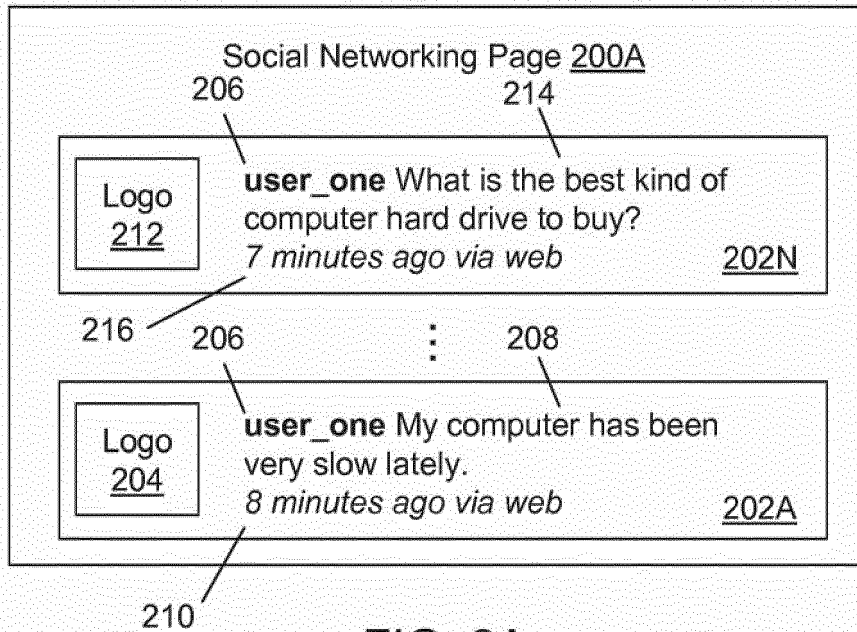 Social Networking Page 200A
206
214
Logo
212
user_one What is the best kind of
computer hard drive to buy?
7 minutes ago via web
202N
216
206
208
Logo
204
user_one My computer has been
very slow lately.
8 minutes ago via web
202A
210